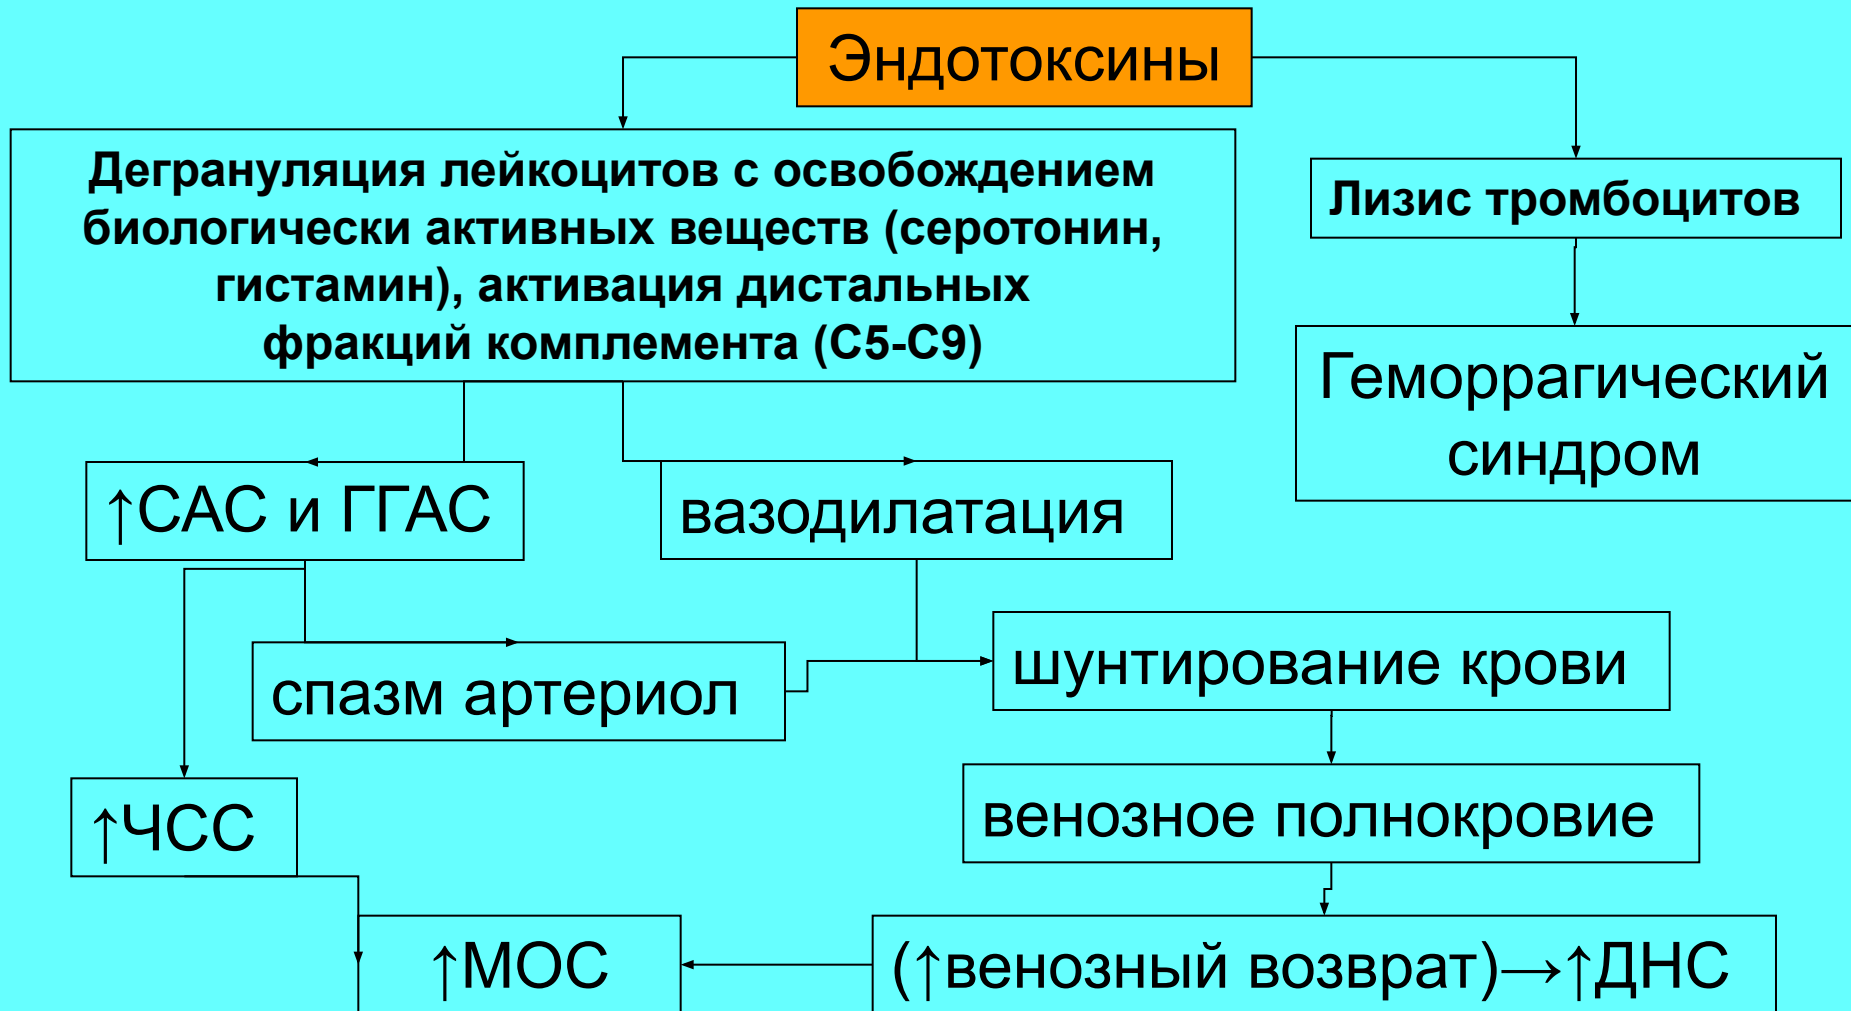 Эндотоксины
Дегрануляция лейкоцитов с освобождением
биологически активных веществ (серотонин,
гистамин), активация дистальных
фракций комплемента (С5-С9)
Лизис тромбоцитов
Геморрагический
синдром
↑САС и ГГАС
вазодилатация
спазм артериол
шунтирование крови
↑ЧСС
венозное полнокровие
↑МОС
(↑венозный возврат)→↑ДНС